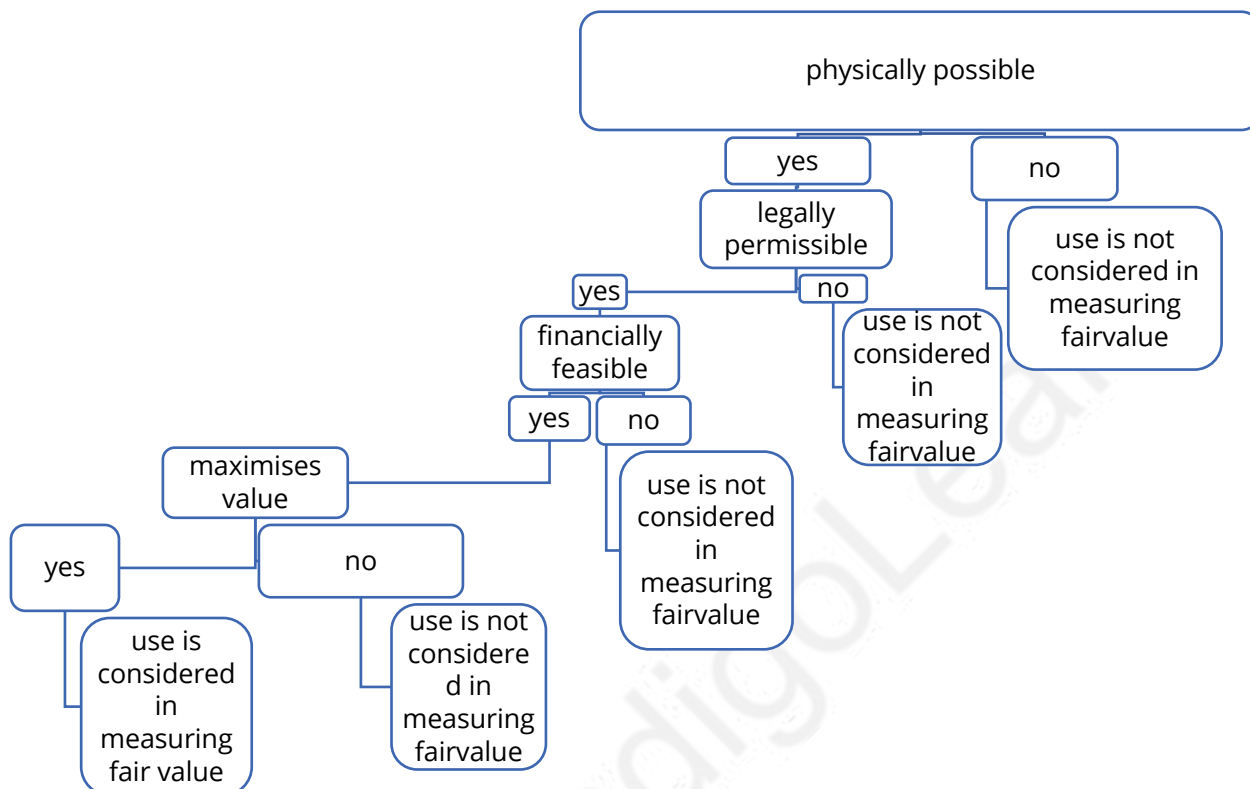 physically possible
yes
no
legally
permissible
use is not
considered in
measuring
fairvalue
yes
no
financially
feasible
use is not
considered
in
measuring
fairvalue
yes
no
maximises
value
use is not
considered
in
measuring
fairvalue
yes
no
use is
considered
in
measuring
fair value
use is not
considere
d in
measuring
fairvalue